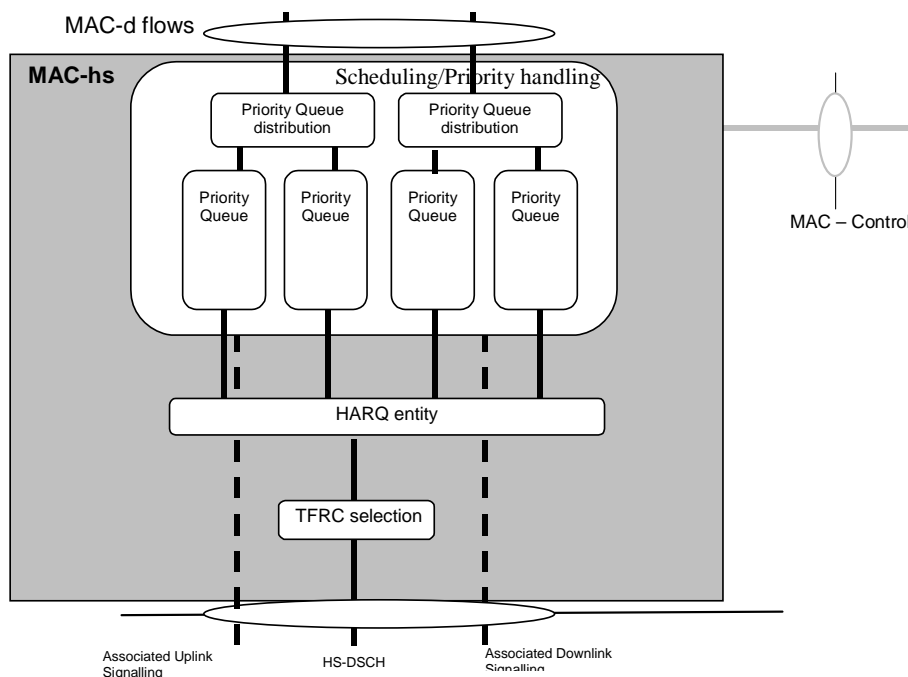 MAC-d flows
MAC-hs
Scheduling/Priority handling
Priority Queue
distribution
Priority Queue
distribution
Priority
Queue
Priority
Queue
Priority
Queue
Priority
Queue
MAC – Control
HARQ entity
TFRC selection
Associated Uplink
Signalling
HS-DSCH
Associated Downlink
Signalling